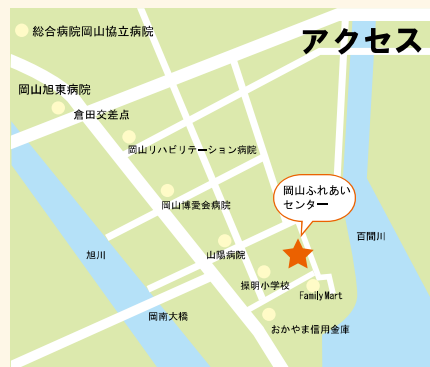 アクセス
総合病院岡山協立病院
岡山旭東病院
倉田交差点
岡山リハビリテーション病院
岡山ふれあい
センター
岡山博愛会病院
百間川
旭川
山陽病院
操明小学校
FamilyMart
岡南大橋
おかやま信用金庫